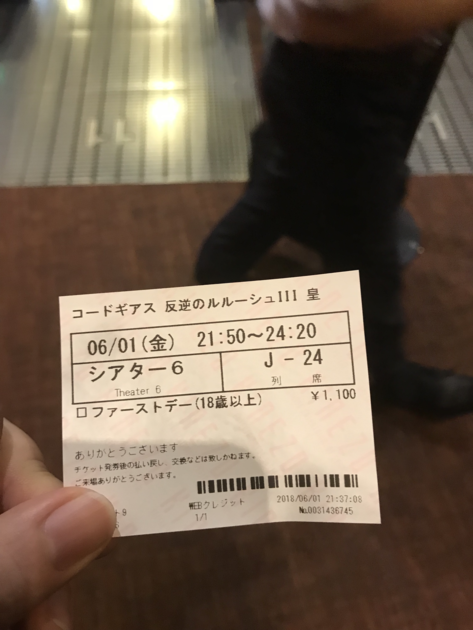 コードギアス 反逆のルルーシュIII 皇
06/01(金) 21:50～24:20
シアター6
Theater 6
J - 24
列 席
ロファーストデー(18歳以上) ¥1,100
ありがとうございます
チケット発券後の払い戻し、交換などは致しかねます。
ご来場ありがとうございます。
WEBクレジット
1/1
2018/06/01 21:37:08
№0031436745